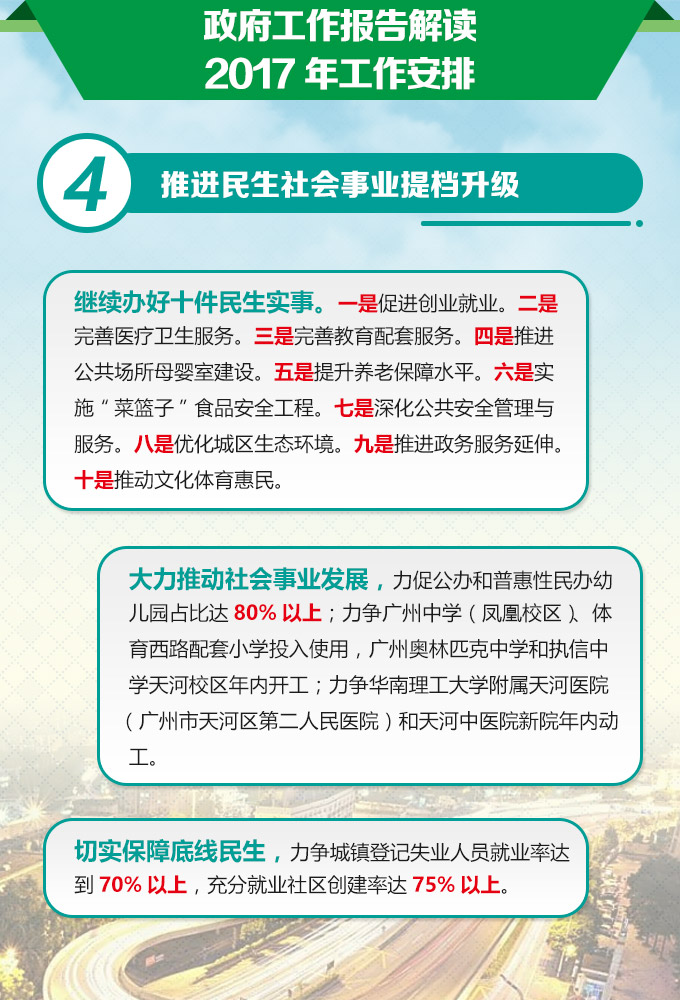 政府工作报告解读
2017 年工作安排
4
推进民生社会事业提档升级
继续办好十件民生实事。一是促进创业就业。二是
完善医疗卫生服务。三是完善教育配套服务。四是推进
公共场所母婴室建设。五是提升养老保障水平。六是实
施“菜篮子”食品安全工程。七是深化公共安全管理与
服务。八是优化城区生态环境。九是推进政务服务延伸。
十是推动文化体育惠民。
大力推动社会事业发展，力促公办和普惠性民办幼
儿园占比达 80% 以上；力争广州中学（凤凰校区）、体
育西路配套小学投入使用，广州奥林匹克中学和执信中
学天河校区年内开工；力争华南理工大学附属天河医院
（广州市天河区第二人民医院）和天河中医院新院年内动
工。
切实保障底线民生，力争城镇登记失业人员就业率达
到 70% 以上，充分就业社区创建率达 75% 以上。